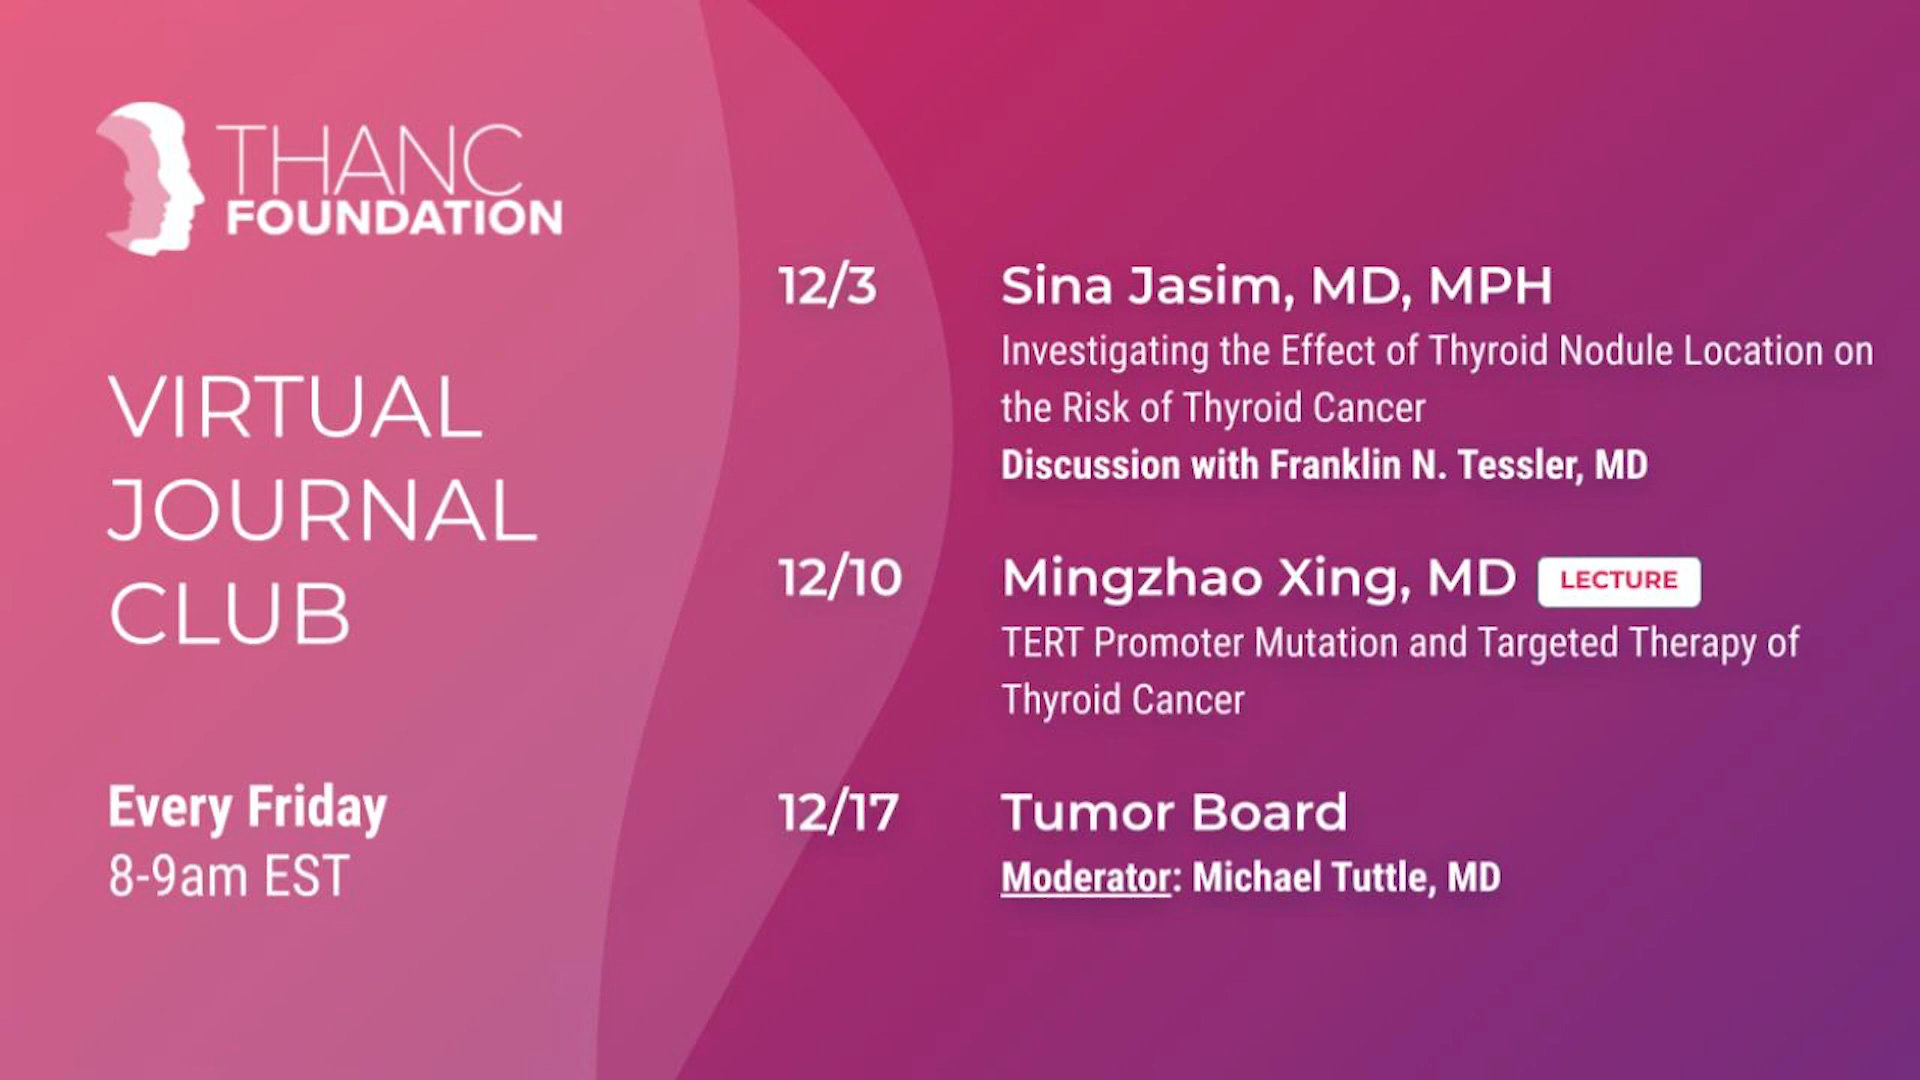 THANC
FOUNDATION
VIRTUAL
JOURNAL
CLUB
Every Friday
8-9am EST
12/3
Sina Jasim, MD, MPH
Investigating the Effect of Thyroid Nodule Location on
the Risk of Thyroid Cancer
Discussion with Franklin N. Tessler, MD
12/10
Mingzhao Xing, MD LECTURE
TERT Promoter Mutation and Targeted Therapy of
Thyroid Cancer
12/17
Tumor Board
Moderator: Michael Tuttle, MD